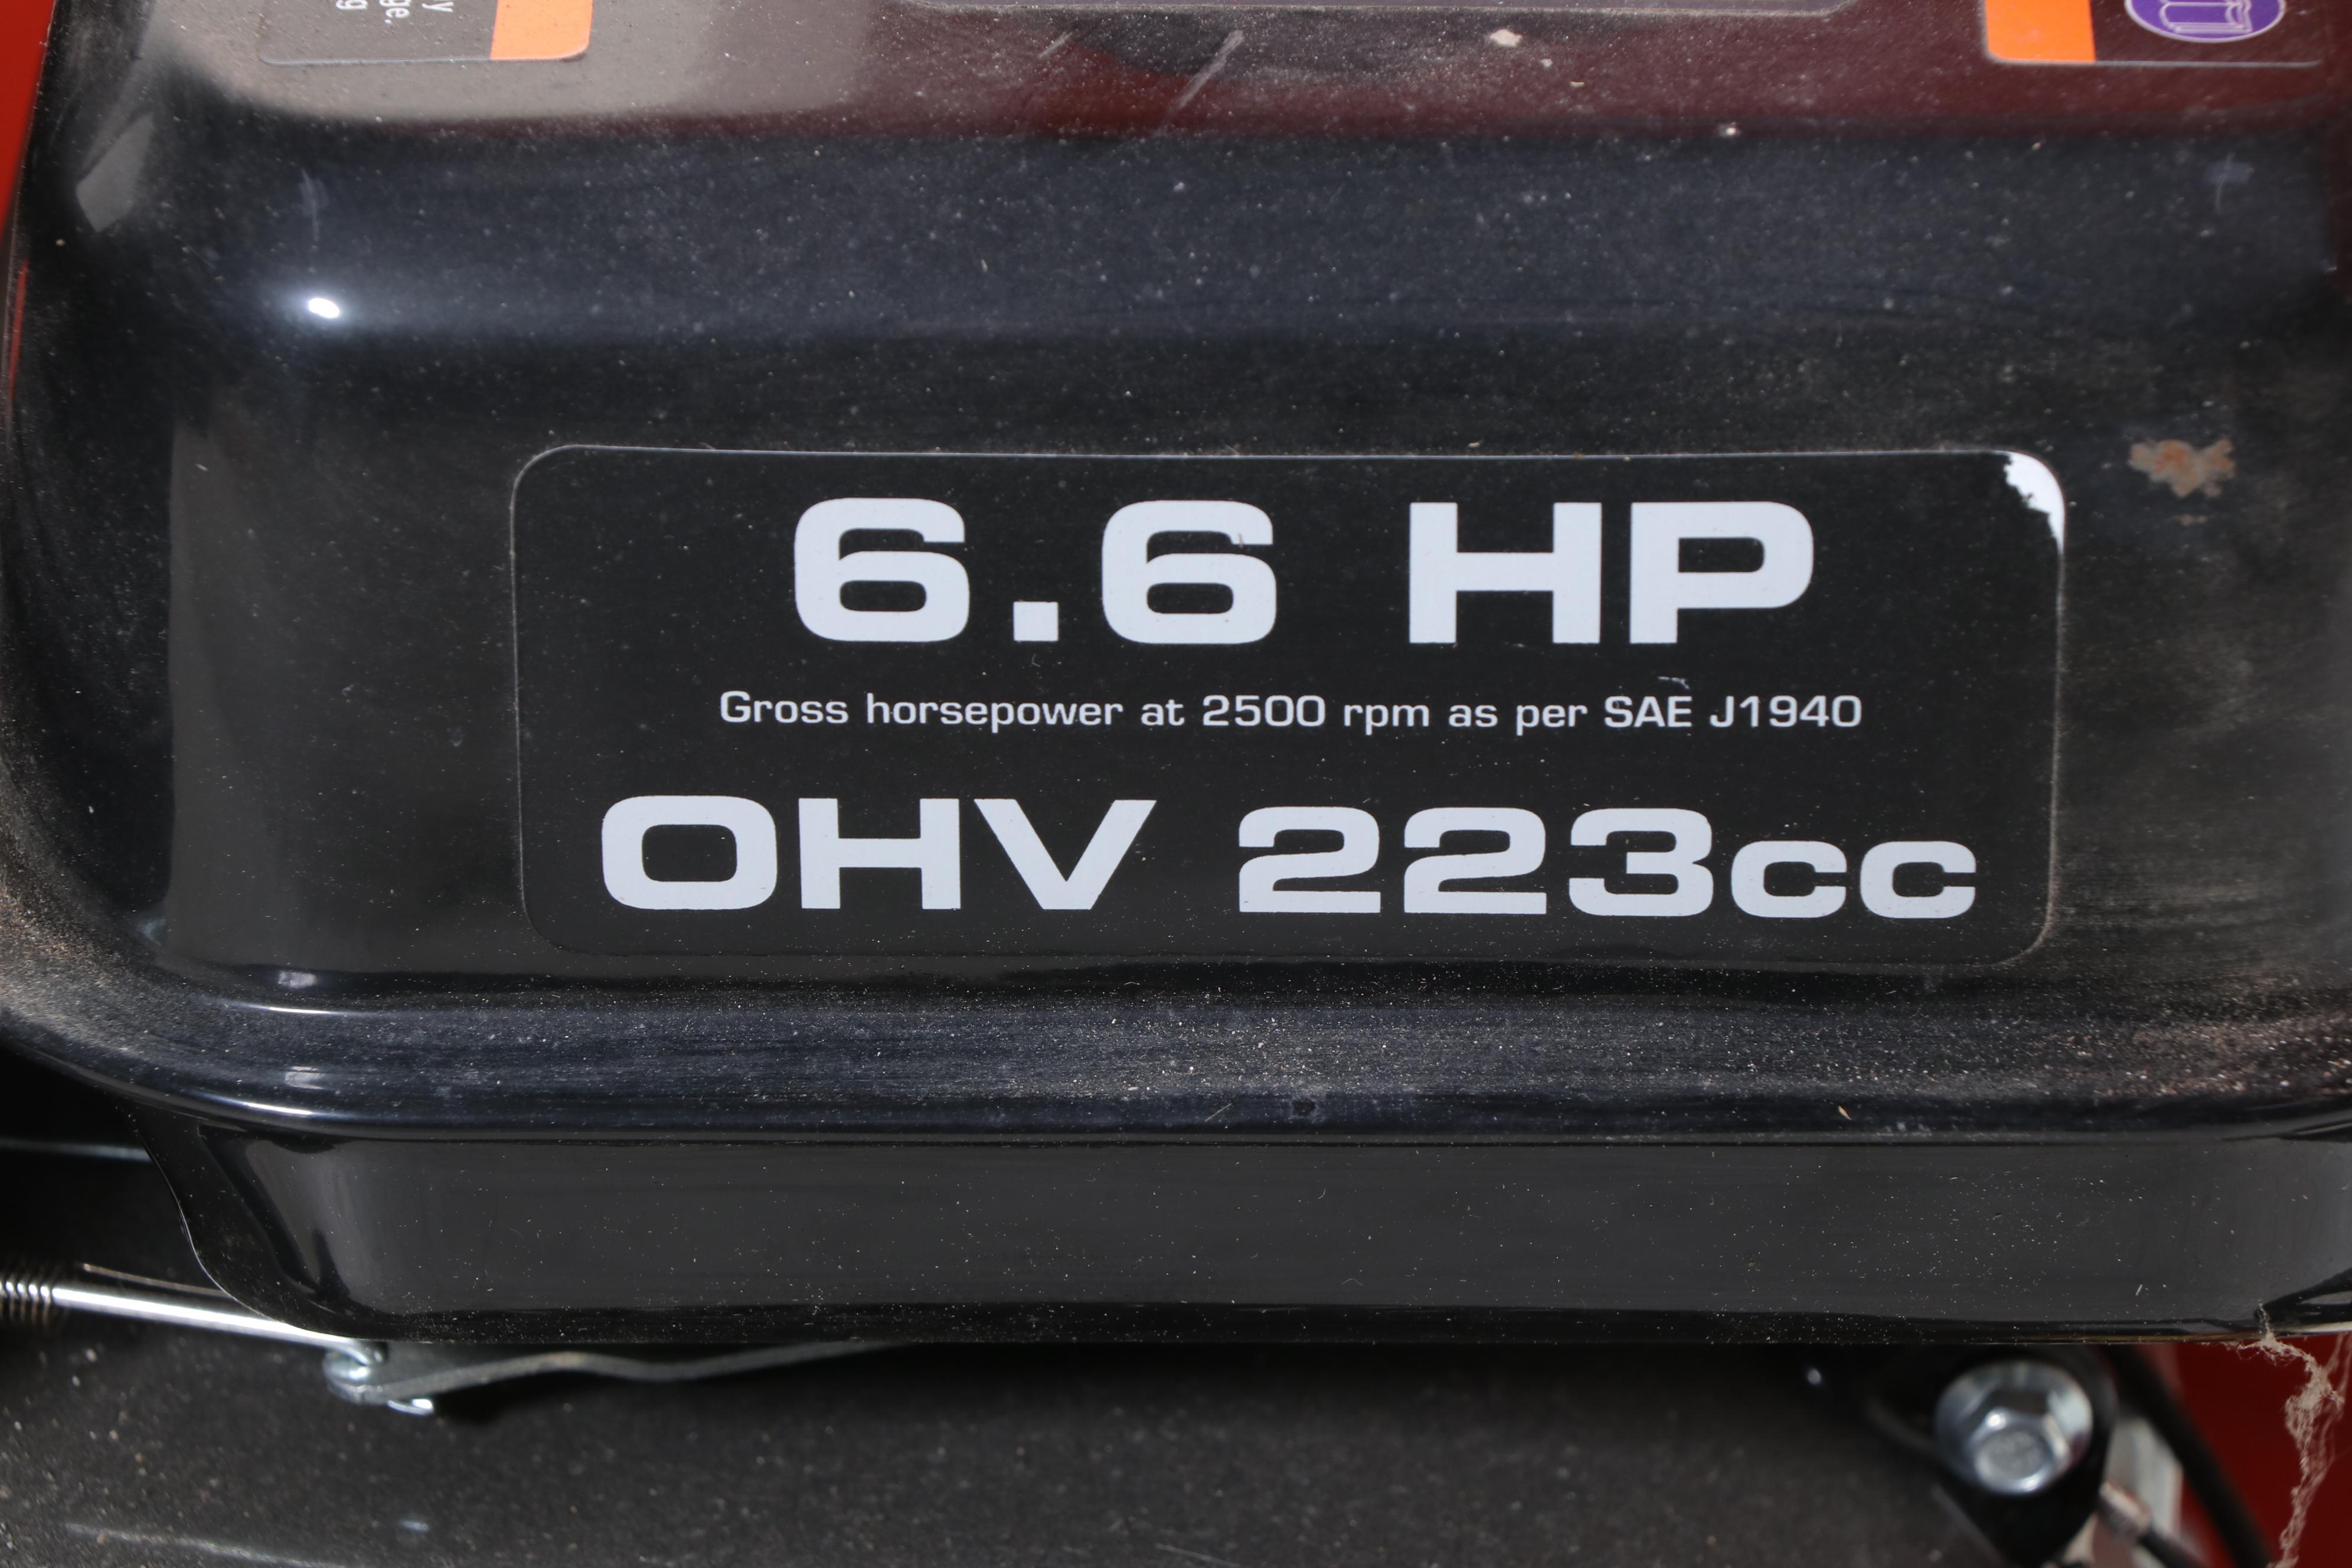 6.6 HP
Gross horsepower at 2500 rpm as per SAE J1940
OHV 223cc